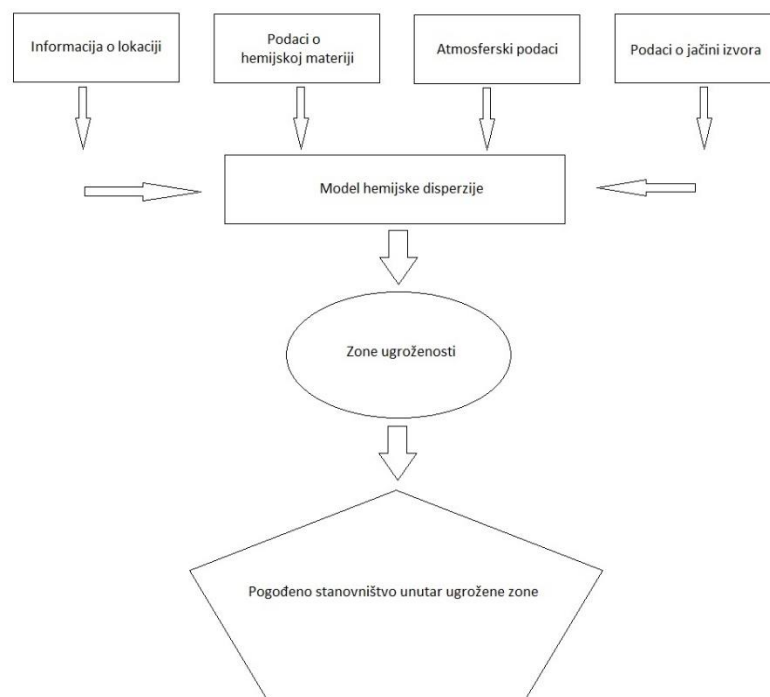 Informacija o lokaciji
Podaci o
hemijskoj materiji
Atmosferski podaci
Podaci o jačini izvora
Model hemijske disperzije
Zone ugroženosti
Pogođeno stanovništvo unutar ugrožene zone